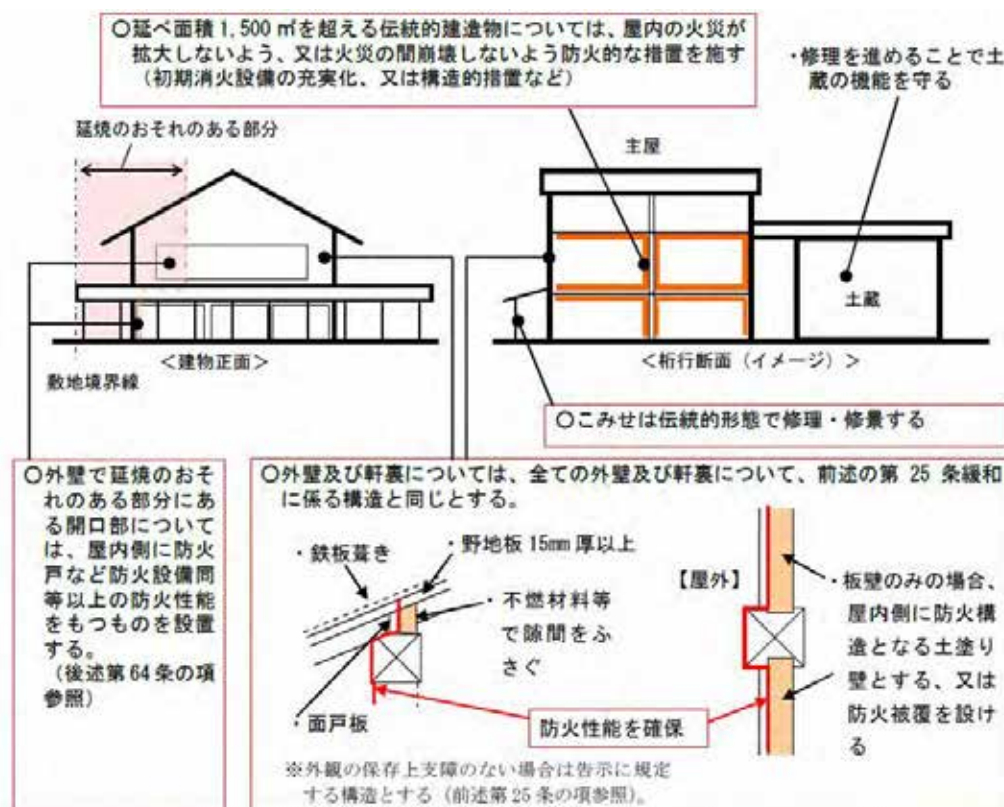 ○延べ面積1,500㎡を超える伝統的建造物については、屋内の火災が
拡大しないよう、又は火災の間崩壊しないよう防火的な措置を施す
（初期消火設備の充実化、又は構造的措置など）
・修理を進めることで土
蔵の機能を守る
延焼のおそれのある部分
主屋
土蔵
＜建物正面＞
＜桁行断面（イメージ）＞
敷地境界線
○こみせは伝統的形態で修理・修景する
○外壁で延焼のおそ
れのある部分にあ
る開口部について
は、屋内側に防火
戸など防火設備同
等以上の防火性能
をもつものを設置
する。
（後述第64条の項
参照）
○外壁及び軒裏については、全ての外壁及び軒裏について、前述の第 25 条緩和
に係る構造と同じとする。
・鉄板葺き
・野地板15mm厚以上
・不燃材料等
で隙間をふ
さぐ
・面戸板
防火性能を確保
【屋外】
・板壁のみの場合、
屋内側に防火構
造となる土塗り
壁とする、又は
防火被覆を設け
る
※外観の保存上支障のない場合は告示に規定
する構造とする（前述第25条の項参照）。